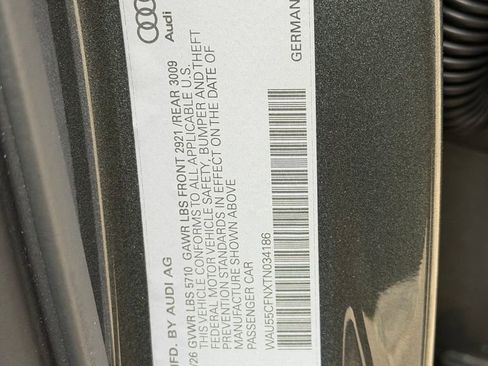 Audi
GERMAN
MFD. BY AUDI AG
/26 GVWR LBS 5710 GAWR LBS FRONT 2921 /REAR 3009
THIS VEHICLE CONFORMS TO ALL APPLICABLE U.S.
FEDERAL MOTOR VEHICLE SAFETY, BUMPER AND THEFT
PREVENTION STANDARDS IN EFFECT ON THE DATE OF
MANUFACTURE SHOWN ABOVE
PASSENGER CAR
WAU55CFNXTN034186